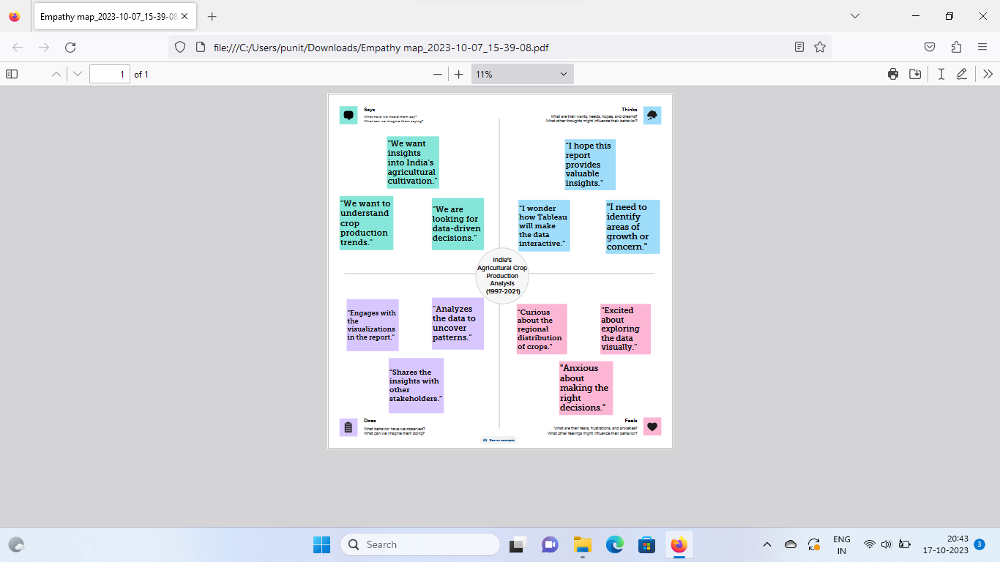 Empathy map_2023-10-07_15-39-08
file:///C:/Users/punit/Downloads/Empathy map_2023-10-07_15-39-08.pdf
1 of 1
11%
Says
What have we heard them say?
What can we imagine them saying?
Thinks
What are their wants, needs, hopes, and dreams?
What other thoughts might influence their behavior?
"We want
insights
into India's
agricultural
cultivation."
"We want to
understand
crop
production
trends."
"We are
looking for
data-driven
decisions."
"I hope this
report
provides
valuable
insights."
"I wonder
how Tableau
will make
the data
interactive."
"I need to
identify
areas of
growth or
concern."
India's
Agricultural Crop
Production
Analysis
(1997-2021)
"Engages with
the
visualizations
in the report."
"Analyzes
the data to
uncover
patterns."
"Shares the
insights with
other
stakeholders."
"Curious
about the
regional
distribution
of crops."
"Excited
about
exploring
the data
visually."
"Anxious
about
making the
right
decisions."
Does
What behavior have we observed?
What can we imagine them doing?
Feels
What are their fears, frustrations, and anxieties?
What other feelings might influence their behavior?
See an example
Search
ENG
IN
20:43
17-10-2023
3